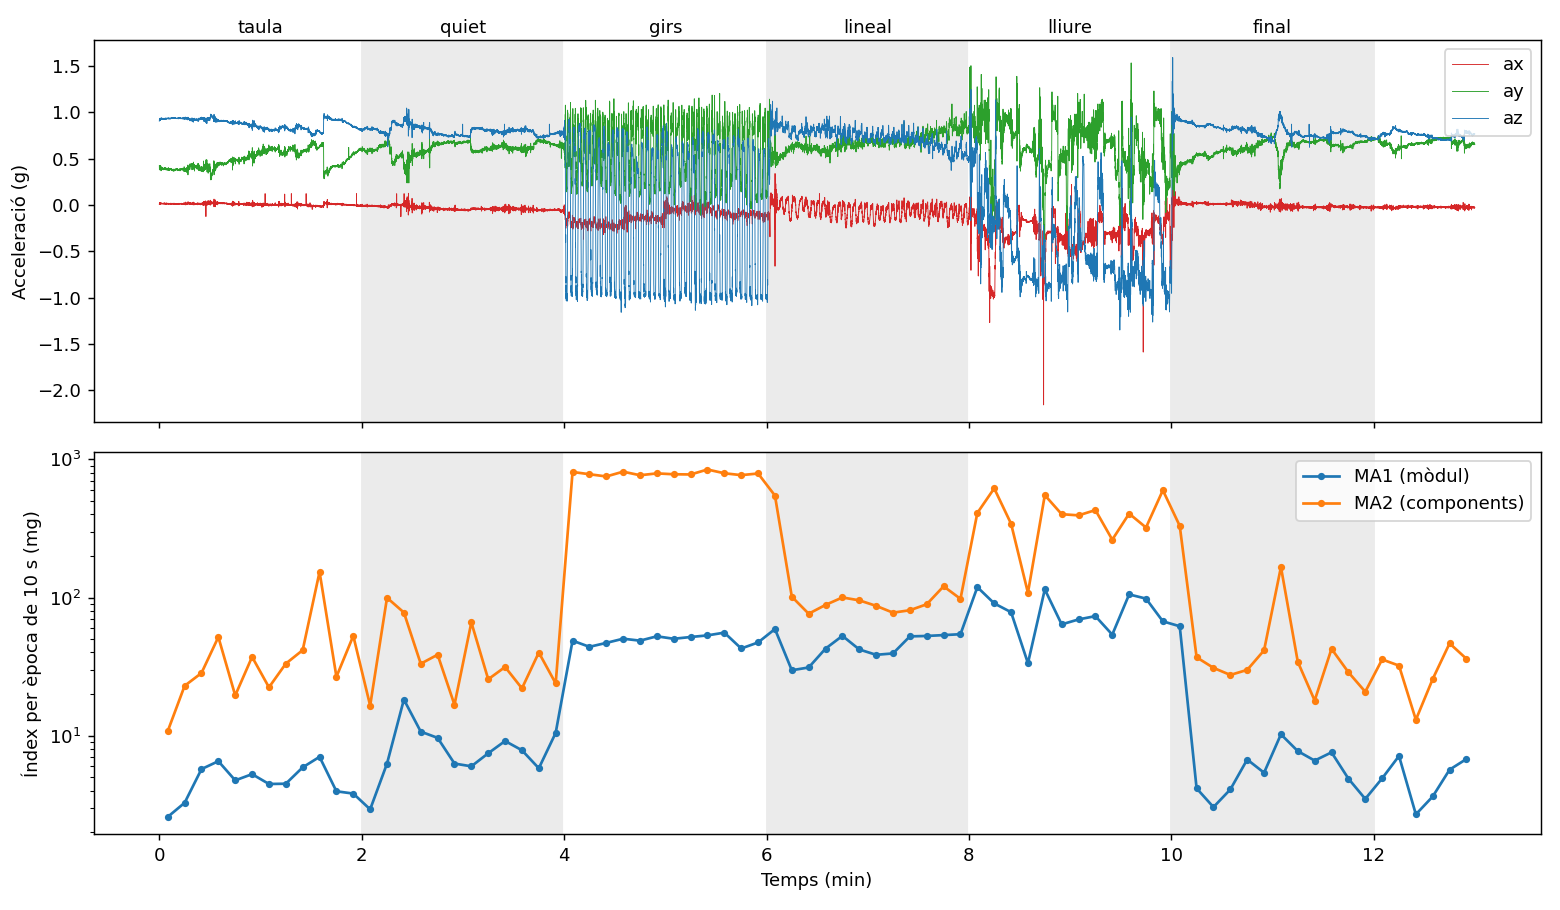 taula quiet girs lineal lliure final
1.5
1.0
0.5
0.0
−0.5
−1.0
−1.5
−2.0
Acceleració (g)
ax
ay
az
10³
10²
10¹
Índex per època de 10 s (mg)
MA1 (mòdul)
MA2 (components)
0 2 4 6 8 10 12
Temps (min)